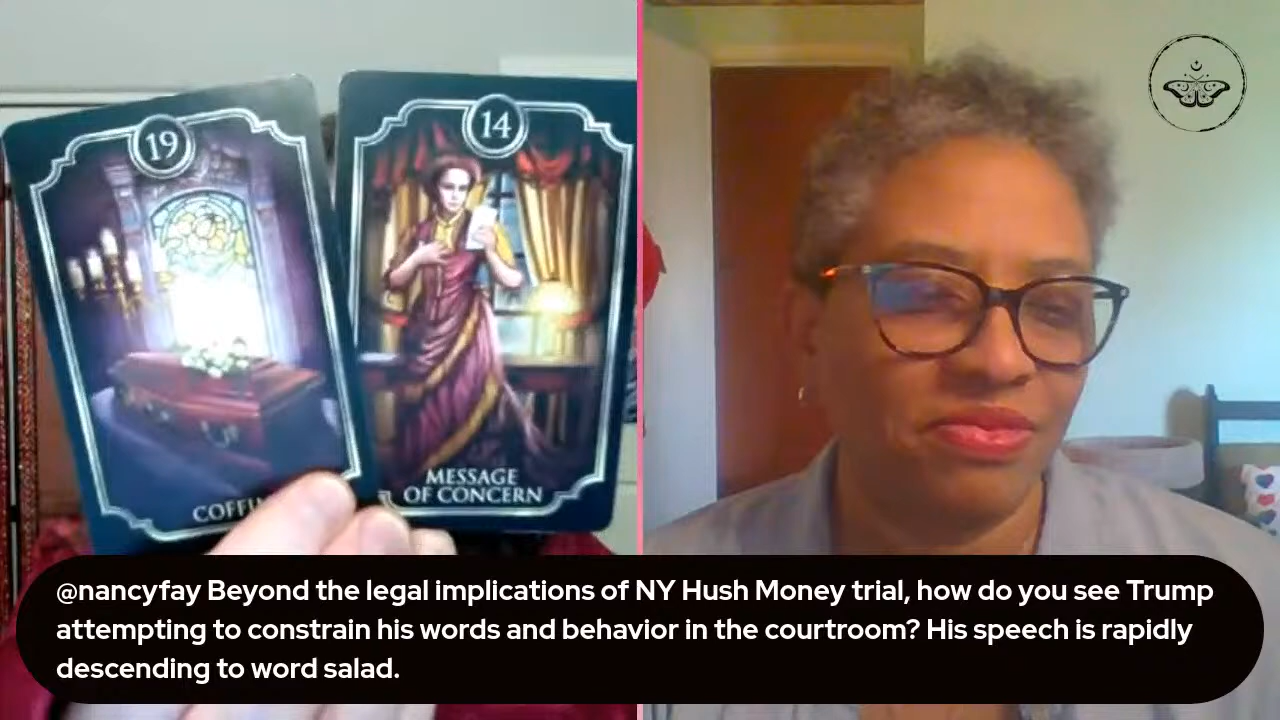 19
14
MESSAGE
OF CONCERN
@nancyfay Beyond the legal implications of NY Hush Money trial, how do you see Trump
attempting to constrain his words and behavior in the courtroom? His speech is rapidly
descending to word salad.